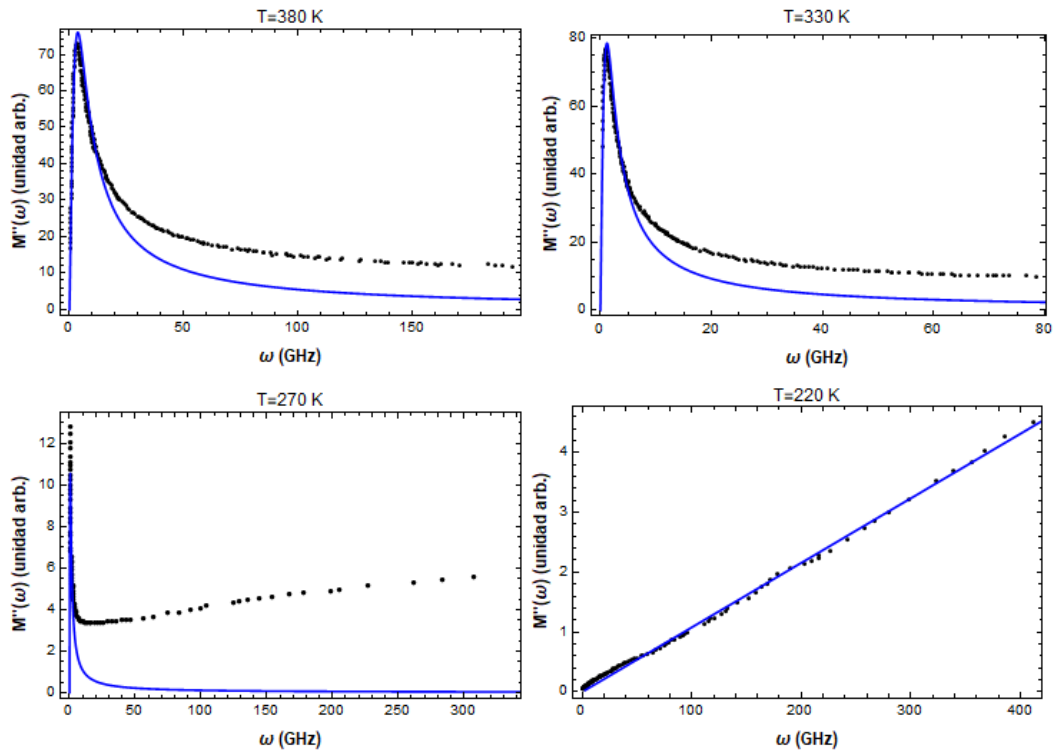 T=380 K
M''(ω) (unidad arb.)
70
60
50
40
30
20
10
0
0 50 100 150
ω (GHz)
T=330 K
M''(ω) (unidad arb.)
80
60
40
20
0
0 20 40 60 80
ω (GHz)
T=270 K
M''(ω) (unidad arb.)
12
10
8
6
4
2
0
0 50 100 150 200 250 300
ω (GHz)
T=220 K
M''(ω) (unidad arb.)
4
3
2
1
0
0 100 200 300 400
ω (GHz)